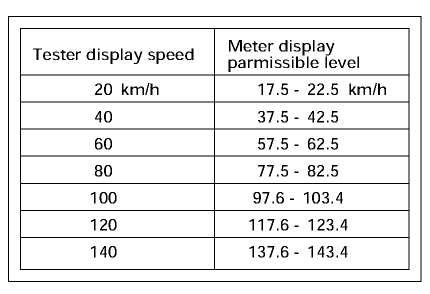 Tester display speed
Meter display
parmissible level
20 km/h 17.5 - 22.5 km/h
40 37.5 - 42.5
60 57.5 - 62.5
80 77.5 - 82.5
100 97.6 - 103.4
120 117.6 - 123.4
140 137.6 - 143.4